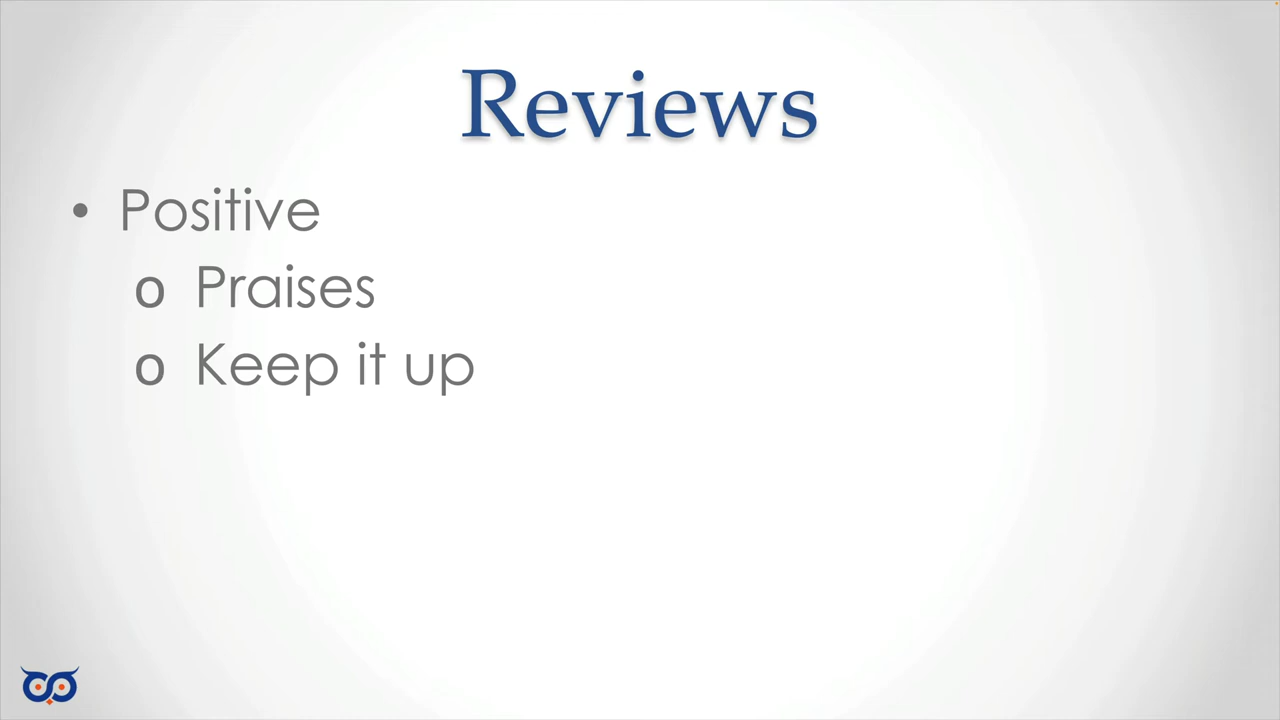 Reviews
• Positive
o Praises
o Keep it up